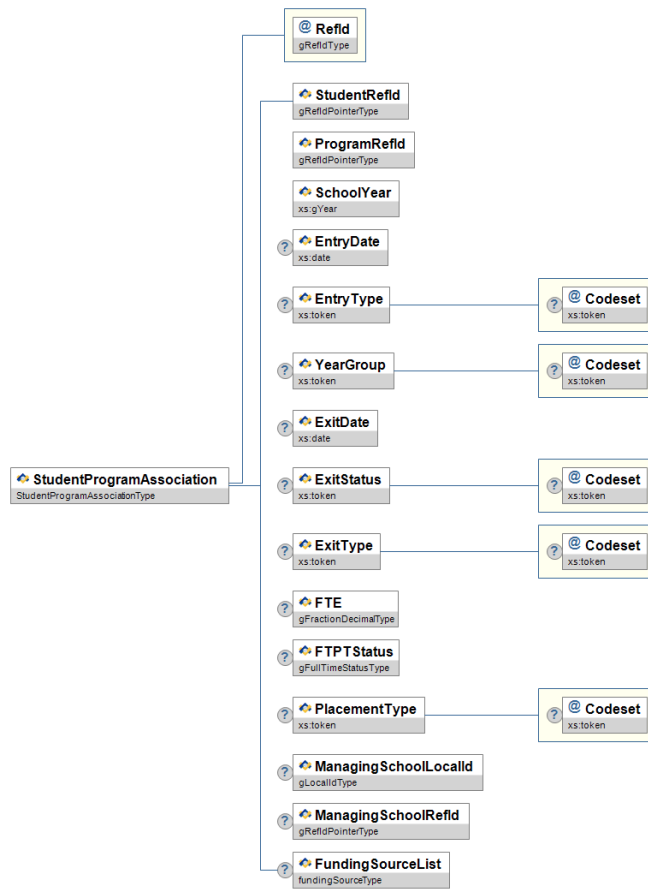 @ RefId
gRefIdType
StudentRefId
gRefIdPointerType
ProgramRefId
gRefIdPointerType
SchoolYear
xs:gYear
? EntryDate
xs:date
? EntryType
xs:token
? @ Codeset
xs:token
? YearGroup
xs:token
? @ Codeset
xs:token
? ExitDate
xs:date
StudentProgramAssociation
StudentProgramAssociationType
? ExitStatus
xs:token
? @ Codeset
xs:token
? ExitType
xs:token
? @ Codeset
xs:token
? FTE
gFractionDecimalType
? FTPTStatus
gFullTimeStatusType
? PlacementType
xs:token
? @ Codeset
xs:token
? ManagingSchoolLocalId
gLocalIdType
? ManagingSchoolRefId
gRefIdPointerType
? FundingSourceList
fundingSourceType